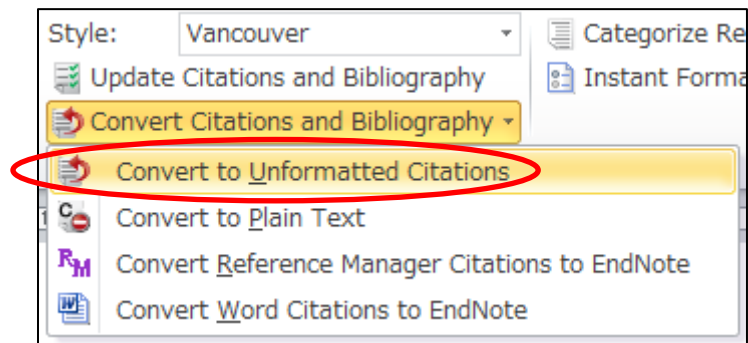 Style: Vancouver Categorize Re
Update Citations and Bibliography Instant Forma
Convert Citations and Bibliography
Convert to Unformatted Citations
Convert to Plain Text
Convert Reference Manager Citations to EndNote
Convert Word Citations to EndNote